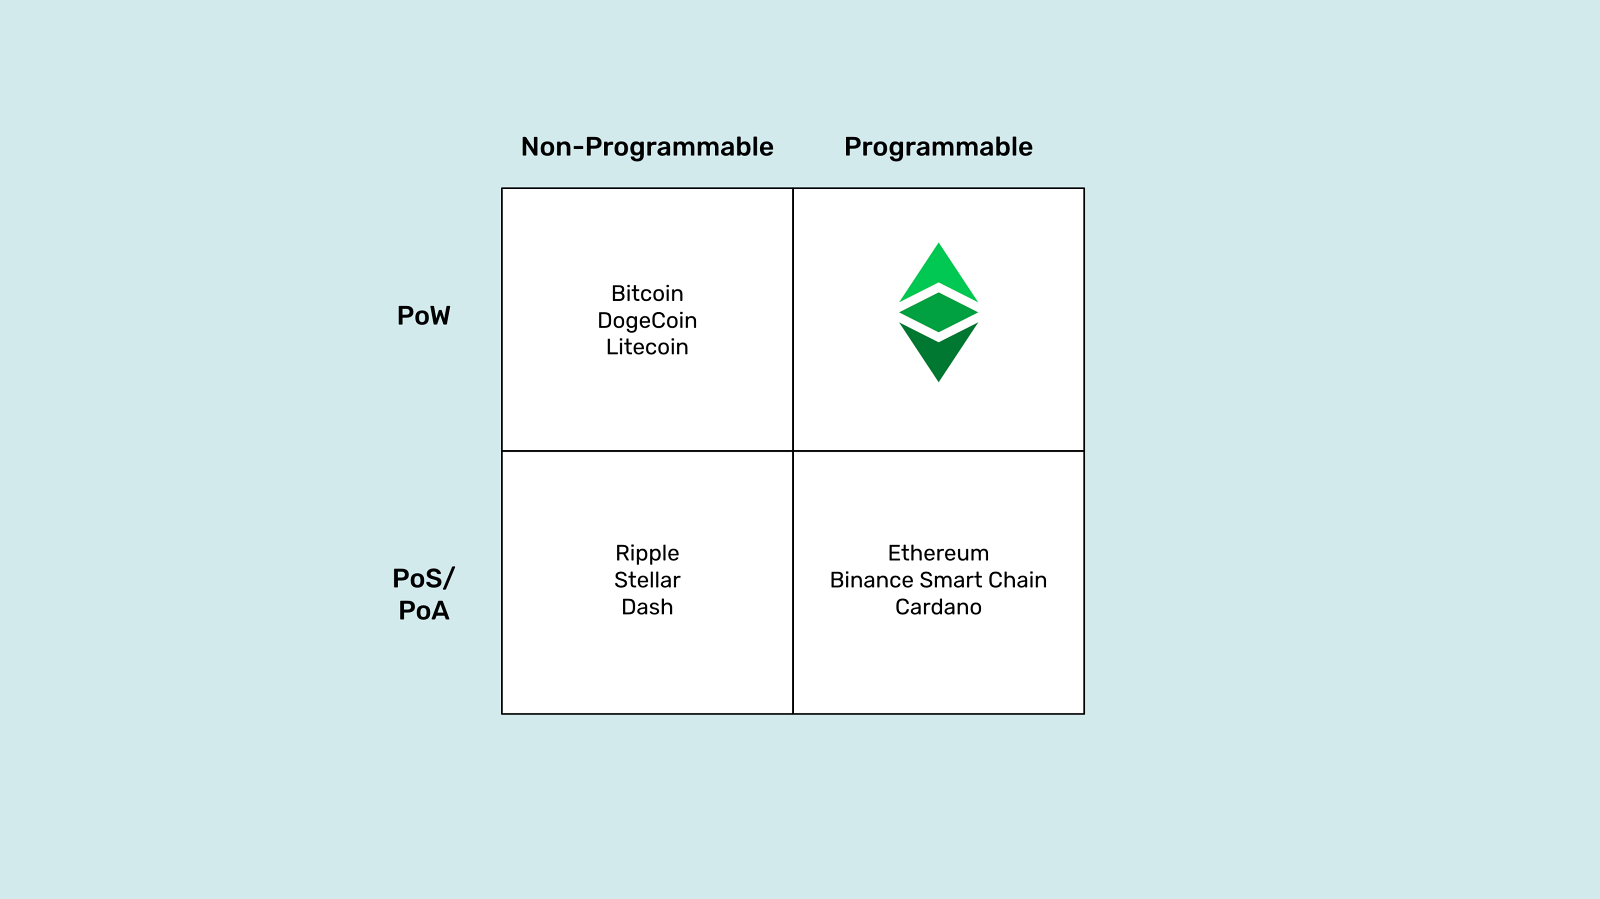 Non-Programmable
Programmable
PoW
Bitcoin
DogeCoin
Litecoin
PoS/
PoA
Ripple
Stellar
Dash
Ethereum
Binance Smart Chain
Cardano